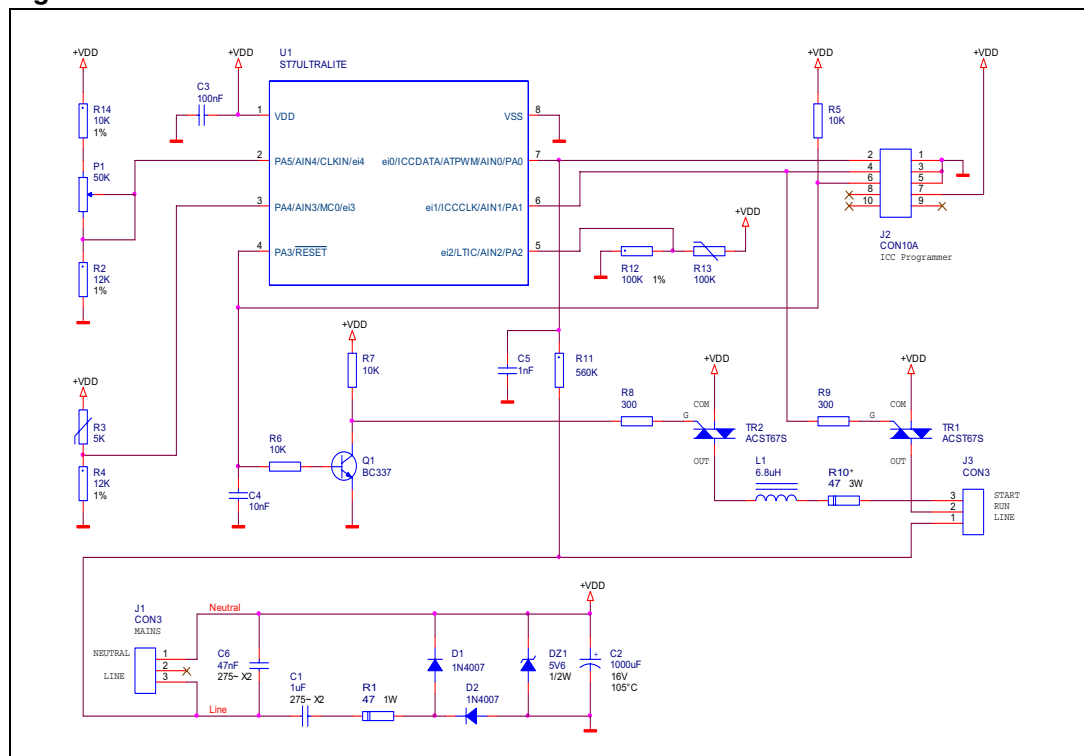 +VDD
+VDD
U1
ST7ULTRALITE
+VDD
+VDD
C3
100nF
R14
10K
1%
1
VDD
VSS
8
R5
10K
P1
50K
2
PA5/AIN4/CLKIN/ei4
ei0/ICCDATA/ATPWM/AIN0/PA0
7
2
4
6
8
10
1
3
5
7
9
3
PA4/AIN3/MC0/ei3
ei1/ICCCLK/AIN1/PA1
6
+VDD
J2
CON10A
ICC Programmer
4
PA3/RESET
ei2/LTIC/AIN2/PA2
5
R2
12K
1%
R12
100K 1%
R13
100K
+VDD
R7
10K
C5
1nF
R11
560K
+VDD
+VDD
+VDD
R3
5K
R8
300
COM
G
TR2
ACST67S
OUT
R9
300
COM
G
TR1
ACST67S
OUT
R6
10K
Q1
BC337
R4
12K
1%
C4
10nF
L1
6.8uH
R10*
47 3W
J3
CON3
3
2
1
START
RUN
LINE
+VDD
J1
CON3
MAINS
Neutral
NEUTRAL
LINE
1
2
3
C6
47nF
275~ X2
C1
1uF
275~ X2
R1
47 1W
D1
1N4007
D2
1N4007
DZ1
5V6
1/2W
+
C2
1000uF
16V
105°C
Line